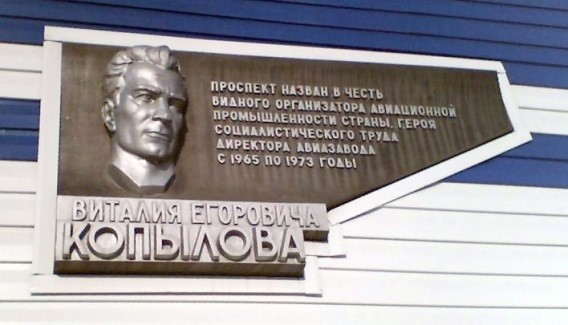 ПРОСПЕКТ НАЗВАН В ЧЕСТЬ
ВИДНОГО ОРГАНИЗАТОРА АВИАЦИОННОЙ
ПРОМЫШЛЕННОСТИ СТРАНЫ, ГЕРОЯ
СОЦИАЛИСТИЧЕСКОГО ТРУДА
ДИРЕКТОРА АВИАЗАВОДА
С 1965 ПО 1973 ГОДЫ
ВИТАЛИЯ ЕГОРОВИЧА
КОПЫЛОВА